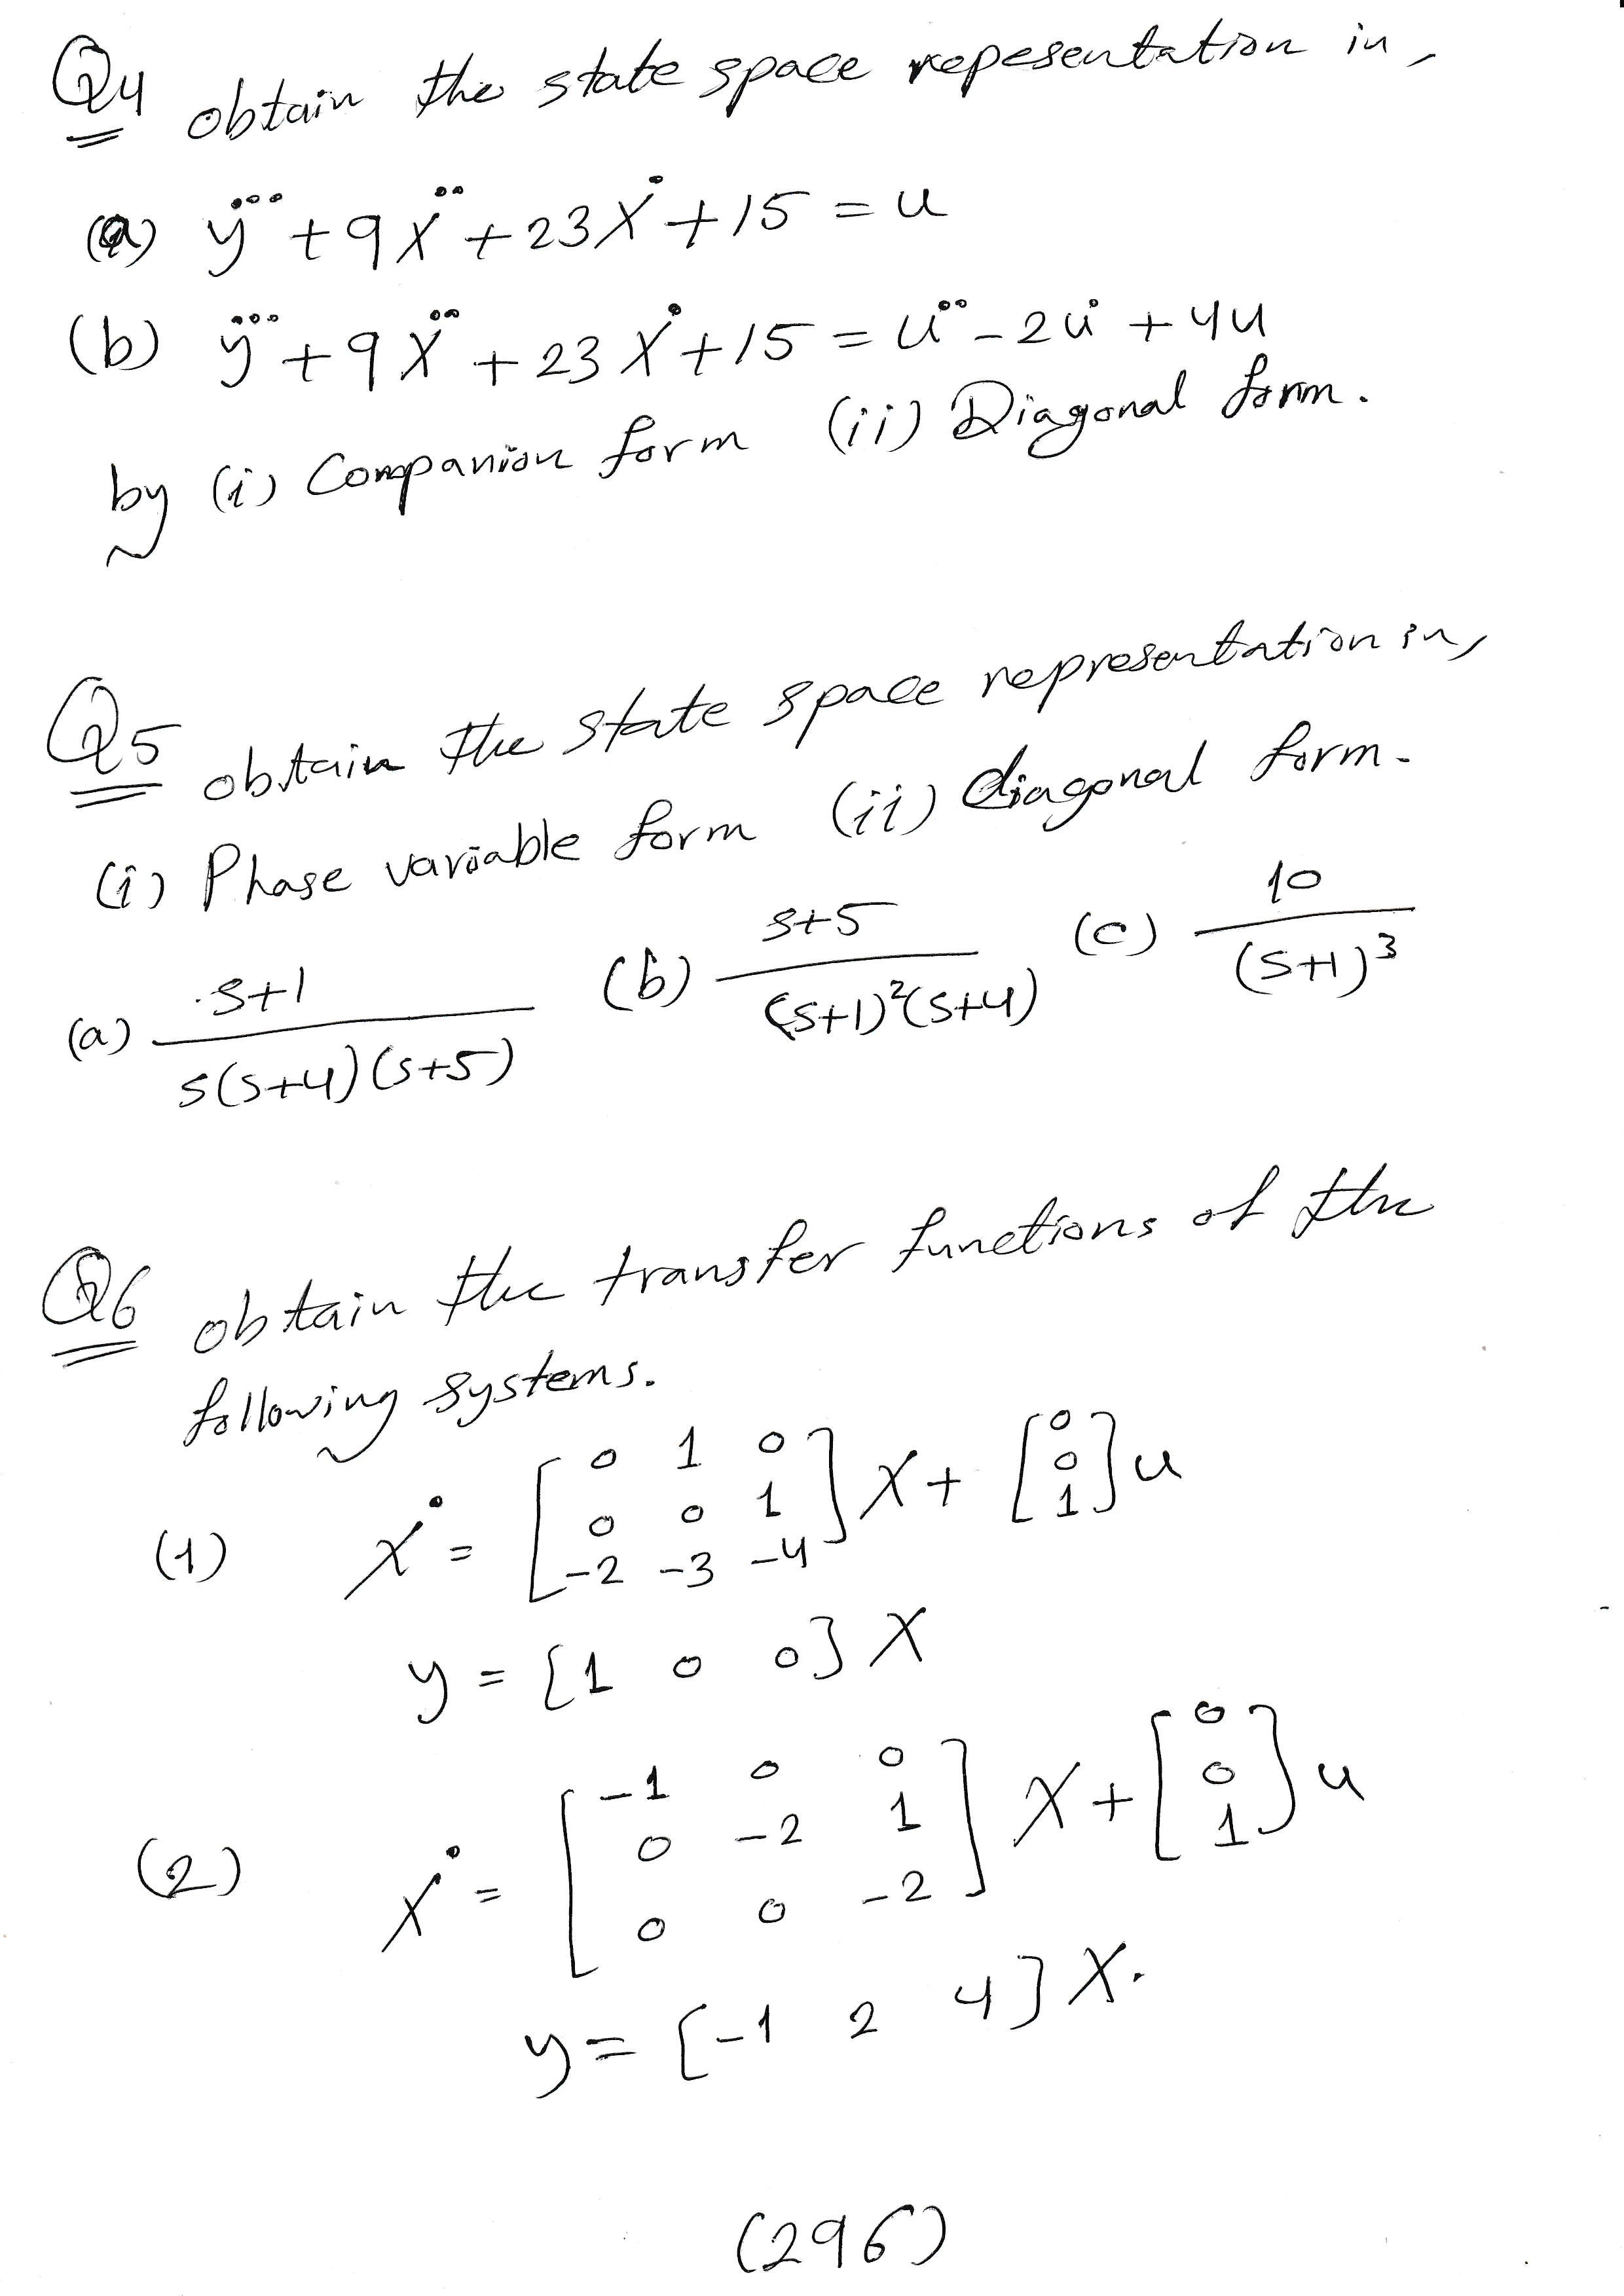 Q4 obtain the state space repesentation in,
(a) y⃛ + 9Ẍ + 23Ẋ + 15 = u
(b) y⃛ + 9Ẍ + 23Ẋ + 15 = ü - 2u̇ + 4u
by (i) Companion form (ii) Diagonal form.
Q5 obtain the state space representation in,
(i) Phase variable form (ii) diagonal form.
(a) s+1 / s(s+4)(s+5) (b) s+5 / (s+1)²(s+4) (c) 10 / (s+1)³
Q6 obtain the transfer functions of the
following systems.
(1) Ẋ = [0 1 0
0 0 1
-2 -3 -4] X + [0
0
1] u
y = [1 0 0] X
(2) Ẋ = [-1 0 0
0 -2 1
0 0 -2] X + [0
0
1] u
y = [-1 2 4] X.
(296)